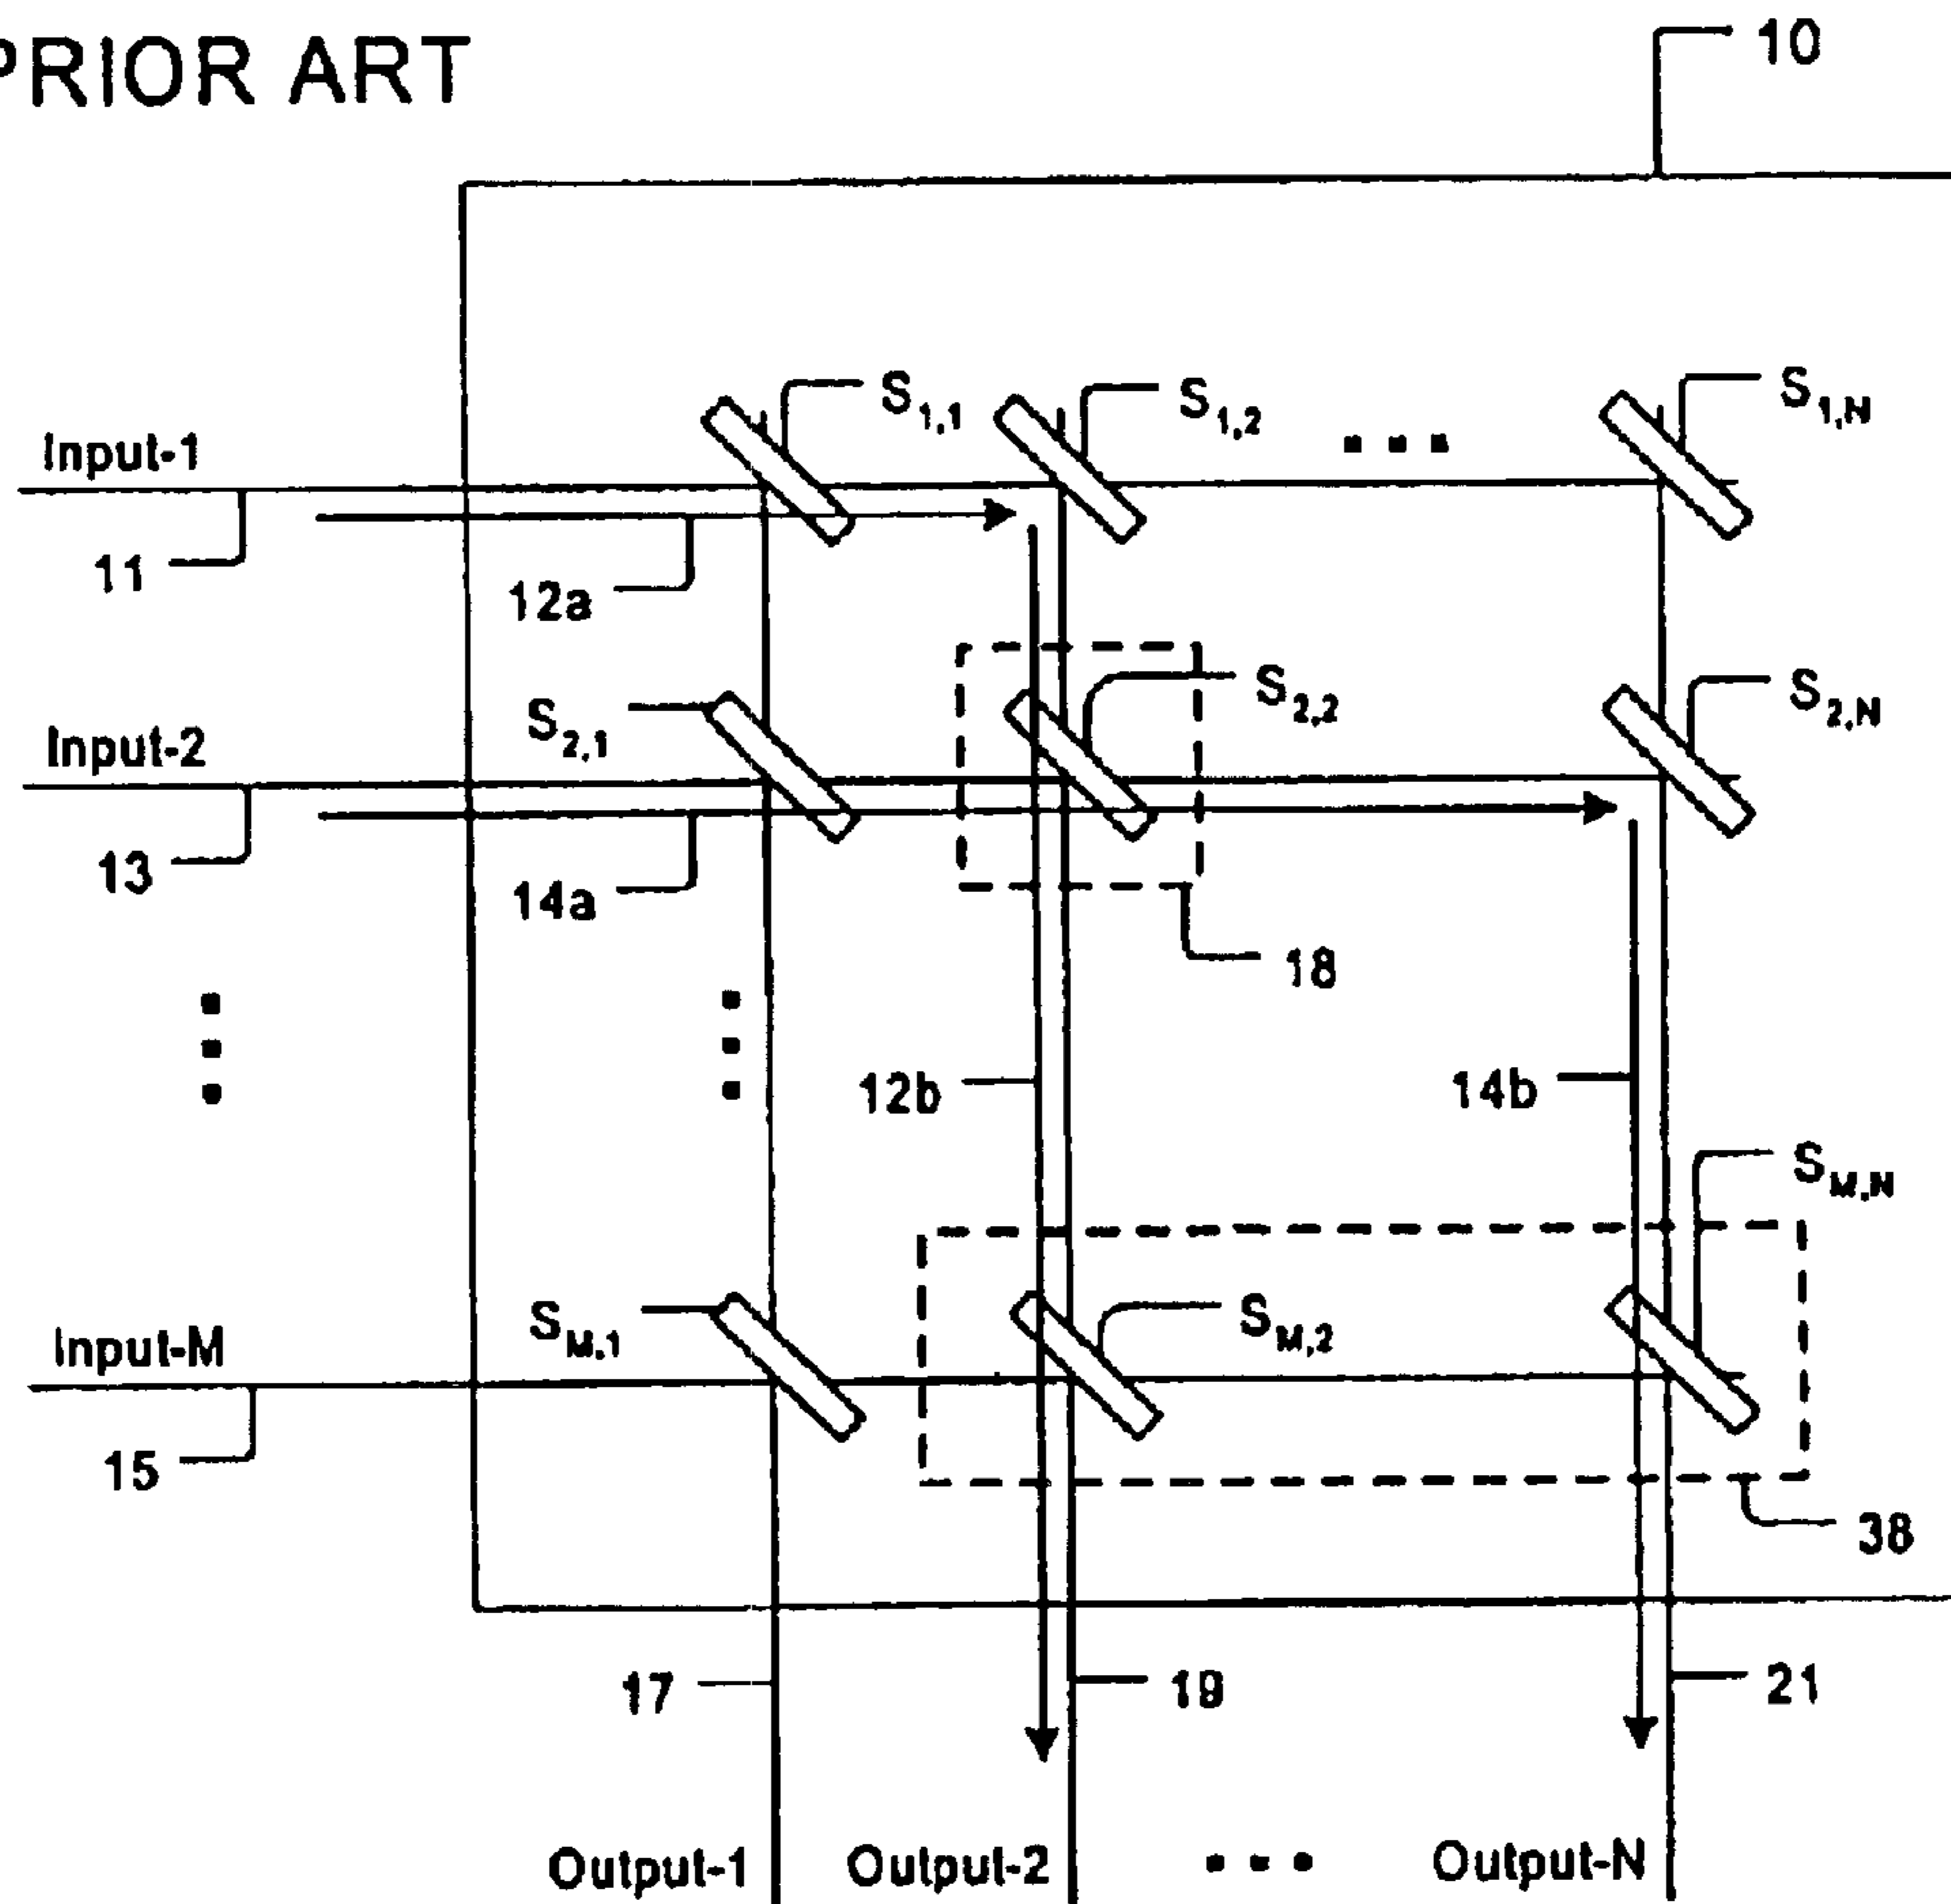 PRIOR ART
10
S1,1
S1,2
S1,N
Input-1
11
12a
S2,1
S2,2
S2,N
Input-2
13
14a
18
12b
14b
SM,N
Input-M
SM,1
SM,2
15
38
17
19
21
Output-1
Output-2
Output-N